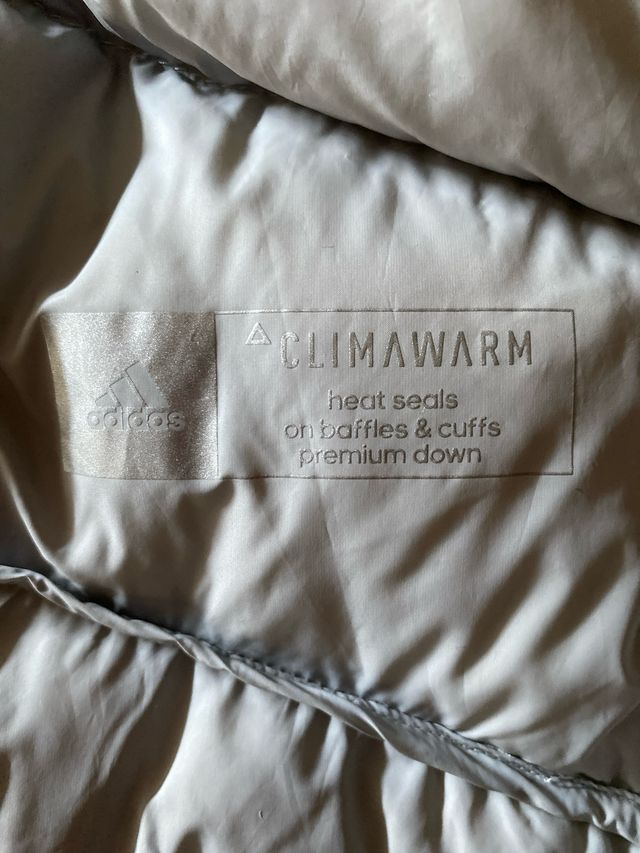 adidas
CLIMAWARM
heat seals
on baffles & cuffs
premium down